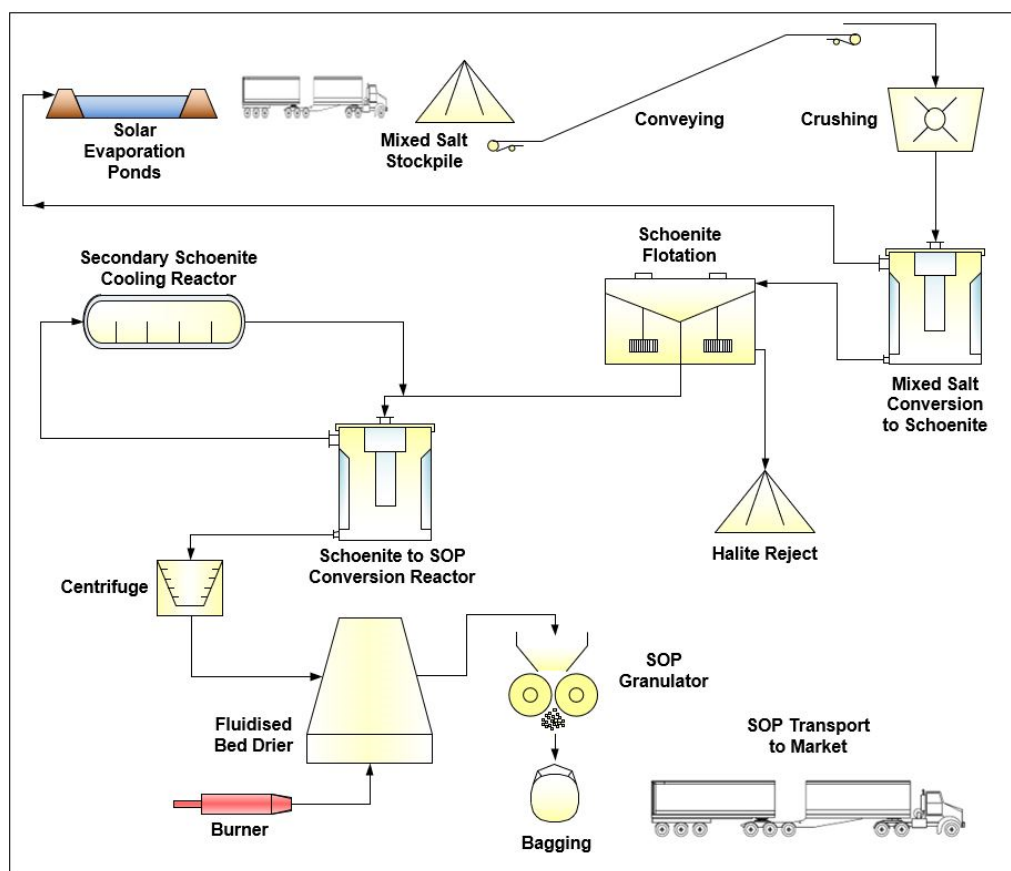 Solar
Evaporation
Ponds
Mixed Salt
Stockpile
Conveying
Crushing
Secondary Schoenite
Cooling Reactor
Schoenite
Flotation
Mixed Salt
Conversion
to Schoenite
Halite Reject
Schoenite to SOP
Conversion Reactor
Centrifuge
SOP
Granulator
Fluidised
Bed Drier
SOP Transport
to Market
Burner
Bagging